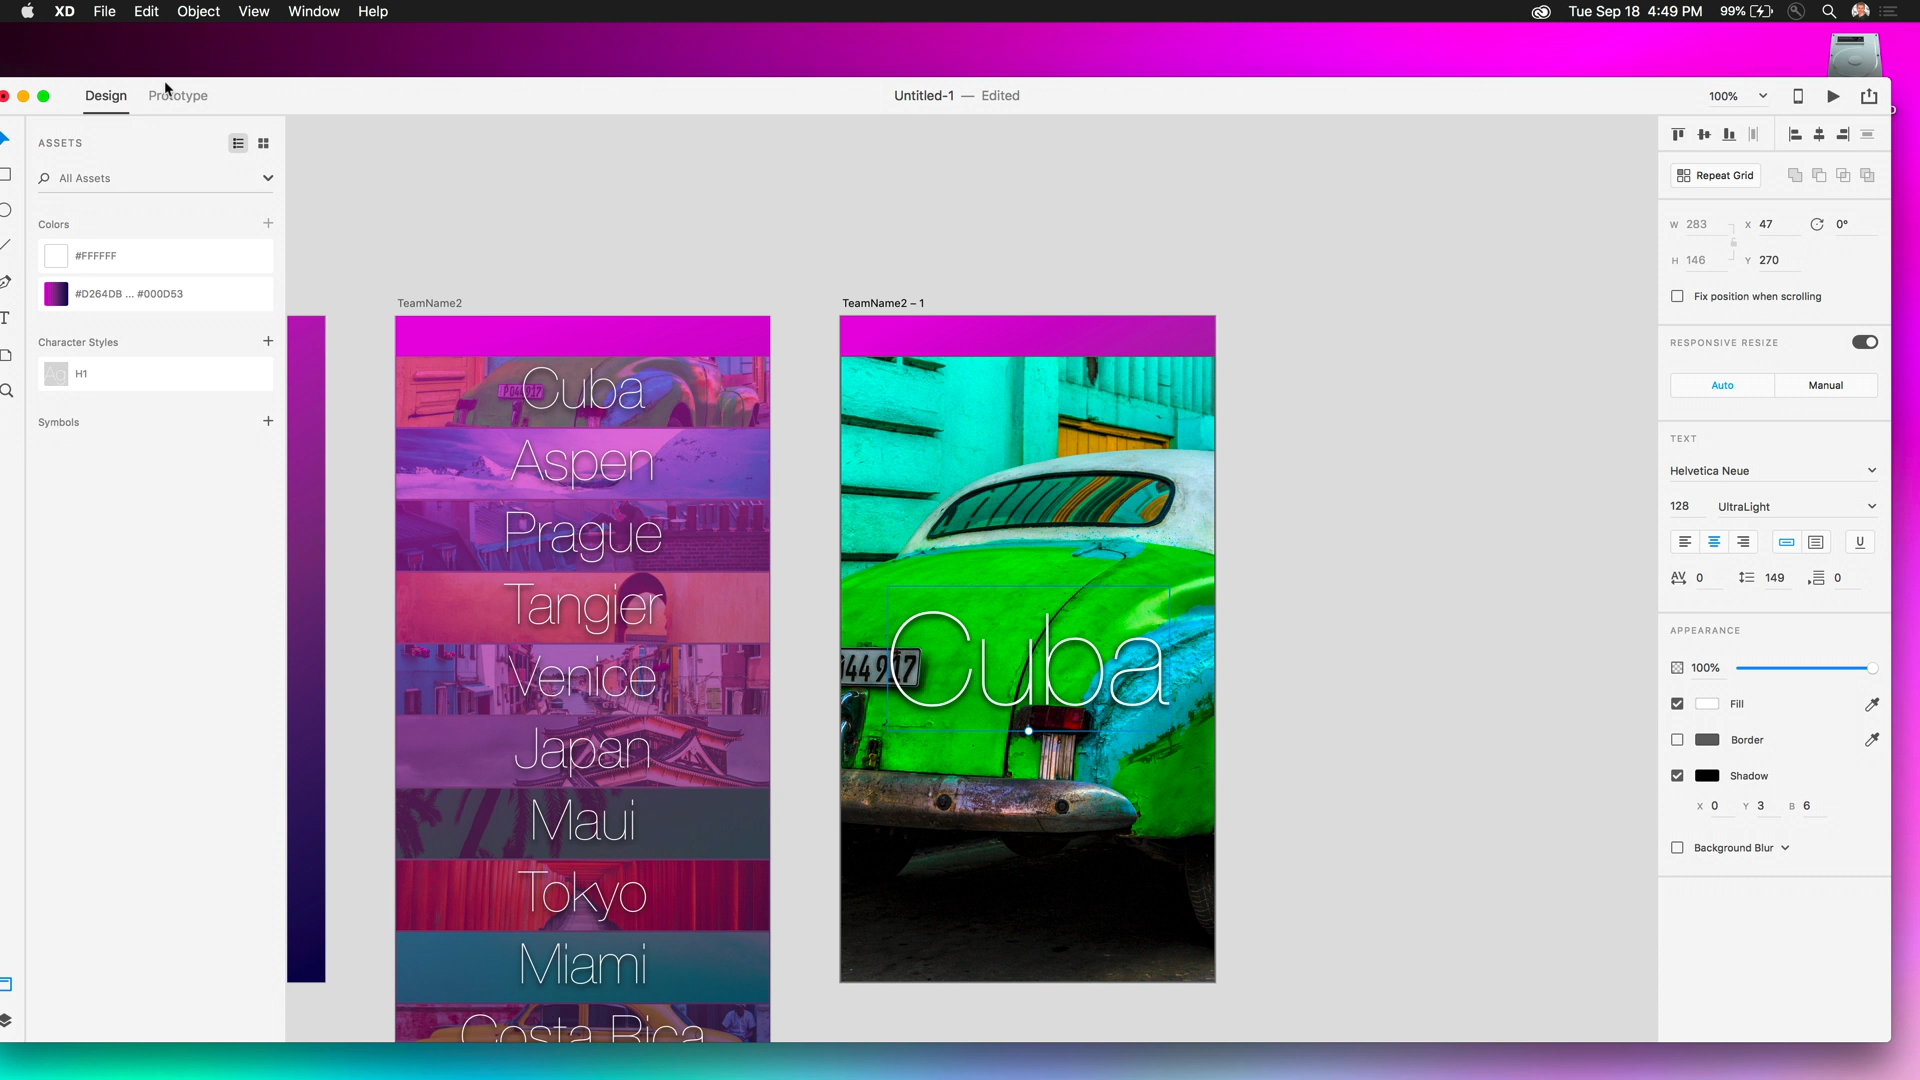 XD File Edit Object View Window Help
Tue Sep 18 4:49 PM 99%
Design Prototype
Untitled-1 — Edited
100%
ASSETS
All Assets
Colors
#FFFFFF
#D264DB ... #000D53
Character Styles
Ag H1
Symbols
TeamName2
P044917
Cuba
Aspen
Prague
Tangier
Venice
Japan
Maui
Tokyo
Miami
Costa Rica
TeamName2 – 1
44 917
Cuba
Repeat Grid
W 283 X 47 0°
H 146 Y 270
Fix position when scrolling
RESPONSIVE RESIZE
Auto Manual
TEXT
Helvetica Neue
128 UltraLight
U
AV 0 149 0
APPEARANCE
100%
Fill
Border
Shadow
X 0 Y 3 B 6
Background Blur